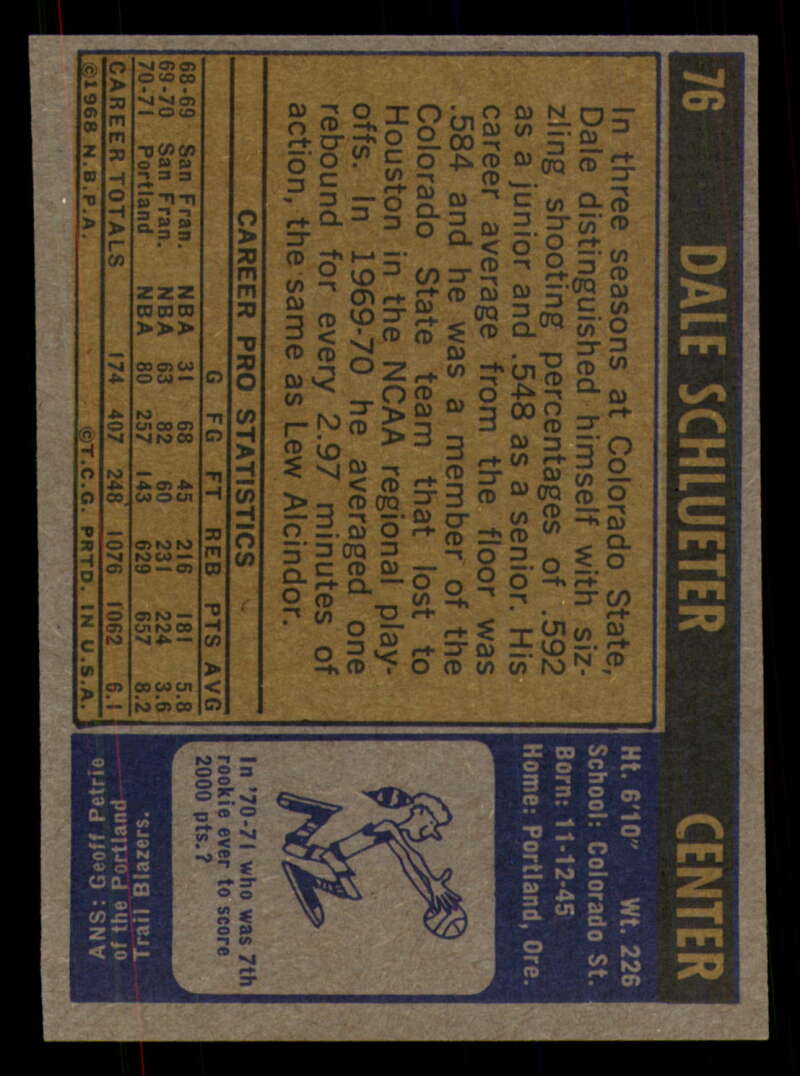 76 DALE SCHLUETER CENTER
In three seasons at Colorado State,
Dale distinguished himself with siz-
zling shooting percentages of .592
as a junior and .548 as a senior. His
career average from the floor was
.584 and he was a member of the
Colorado State team that lost to
Houston in the NCAA regional play-
offs. In 1969-70 he averaged one
rebound for every 2.97 minutes of
action, the same as Lew Alcindor.
CAREER PRO STATISTICS
G FG FT REB PTS AVG
68-69 San Fran. NBA 31 68 45 216 181 5.8
69-70 San Fran. NBA 63 82 60 231 224 3.6
70-71 Portland NBA 80 257 143 629 657 8.2
CAREER TOTALS 174 407 248 1076 1062 6.1
©1968 N.B.P.A. ©T.C.G. PRTD. IN U.S.A.
Ht. 6'10" Wt. 226
School: Colorado St.
Born: 11-12-45
Home: Portland, Ore.
In '70-71 who was 7th
rookie ever to score
2000 pts.?
ANS: Geoff Petrie
of the Portland
Trail Blazers.